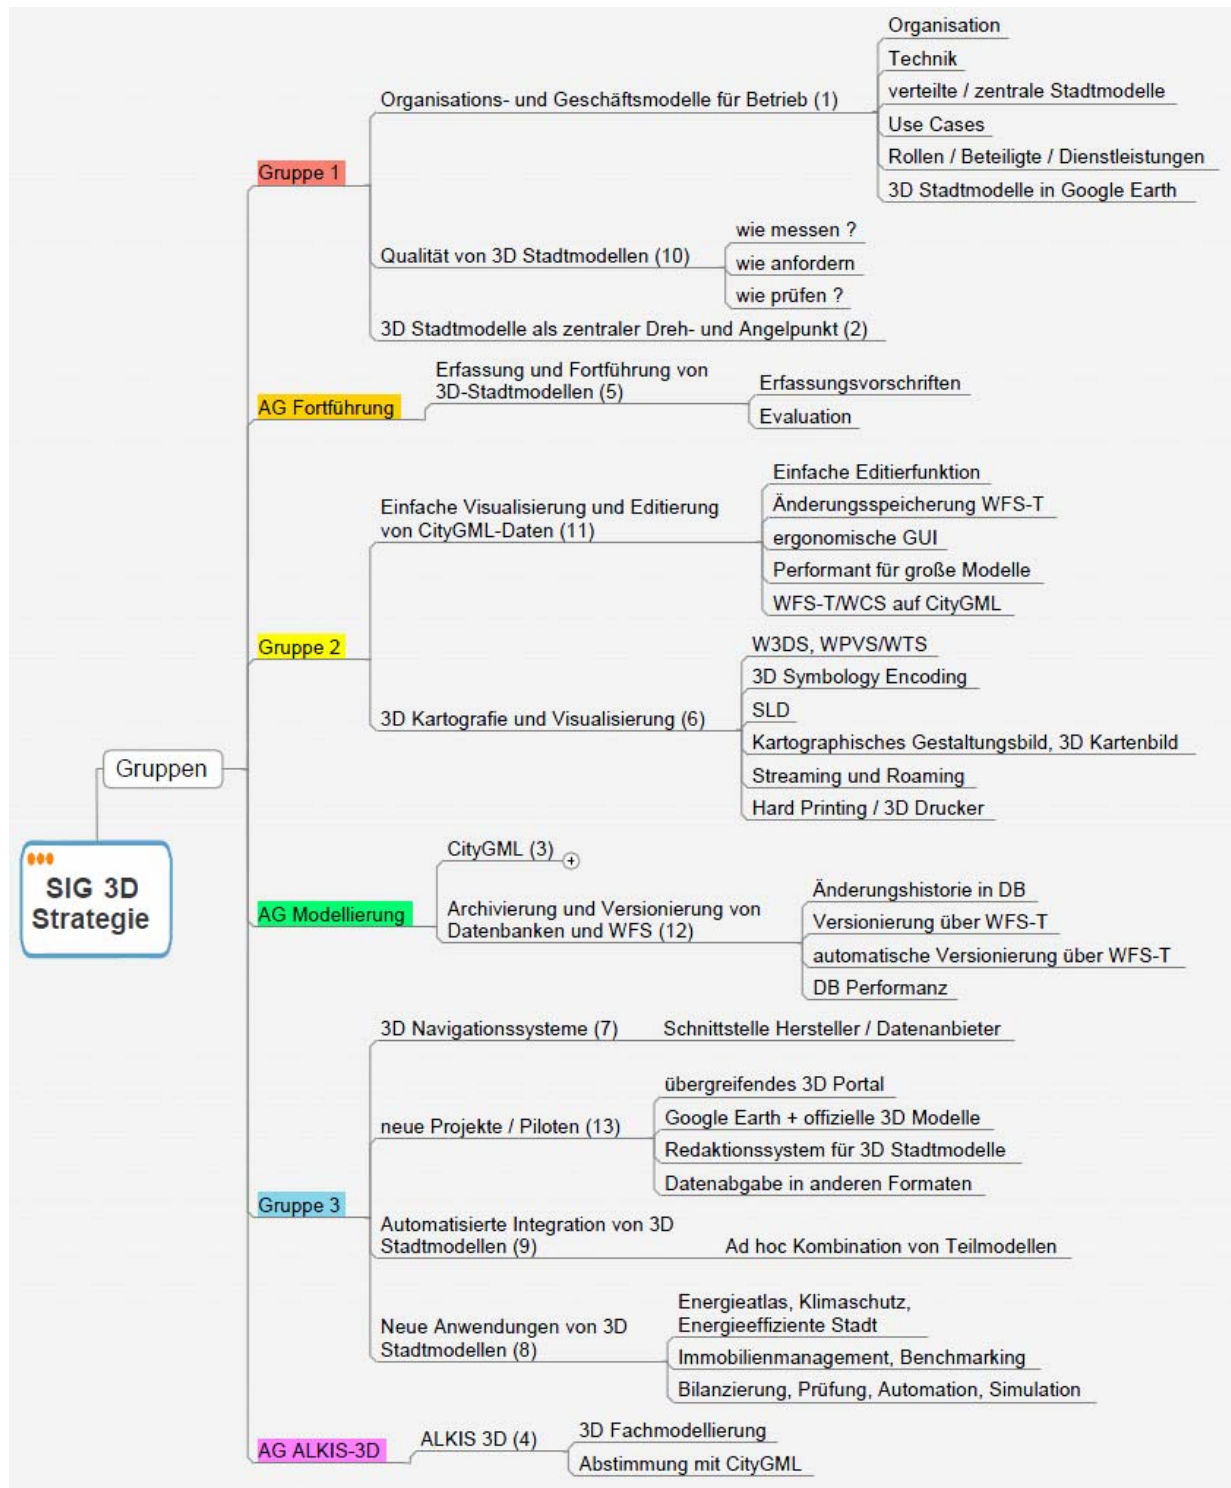 Organisation
Technik
Organisations- und Geschäftsmodelle für Betrieb (1)
verteilte / zentrale Stadtmodelle
Use Cases
Rollen / Beteiligte / Dienstleistungen
3D Stadtmodelle in Google Earth
Gruppe 1
wie messen ?
Qualität von 3D Stadtmodellen (10)
wie anfordern
wie prüfen ?
3D Stadtmodelle als zentraler Dreh- und Angelpunkt (2)
AG Fortführung
Erfassung und Fortführung von
3D-Stadtmodellen (5)
Erfassungsvorschriften
Evaluation
Gruppe 2
Einfache Visualisierung und Editierung
von CityGML-Daten (11)
Einfache Editierfunktion
Änderungsspeicherung WFS-T
ergonomische GUI
Performant für große Modelle
WFS-T/WCS auf CityGML
3D Kartografie und Visualisierung (6)
W3DS, WPVS/WTS
3D Symbology Encoding
SLD
Kartographisches Gestaltungsbild, 3D Kartenbild
Streaming und Roaming
Hard Printing / 3D Drucker
Gruppen
SIG 3D
Strategie
AG Modellierung
CityGML (3)
Archivierung und Versionierung von
Datenbanken und WFS (12)
Änderungshistorie in DB
Versionierung über WFS-T
automatische Versionierung über WFS-T
DB Performanz
Gruppe 3
3D Navigationssysteme (7)
Schnittstelle Hersteller / Datenanbieter
neue Projekte / Piloten (13)
übergreifendes 3D Portal
Google Earth + offizielle 3D Modelle
Redaktionssystem für 3D Stadtmodelle
Datenabgabe in anderen Formaten
Automatisierte Integration von 3D
Stadtmodellen (9)
Ad hoc Kombination von Teilmodellen
Neue Anwendungen von 3D
Stadtmodellen (8)
Energieatlas, Klimaschutz,
Energieeffiziente Stadt
Immobilienmanagement, Benchmarking
Bilanzierung, Prüfung, Automation, Simulation
AG ALKIS-3D
ALKIS 3D (4)
3D Fachmodellierung
Abstimmung mit CityGML